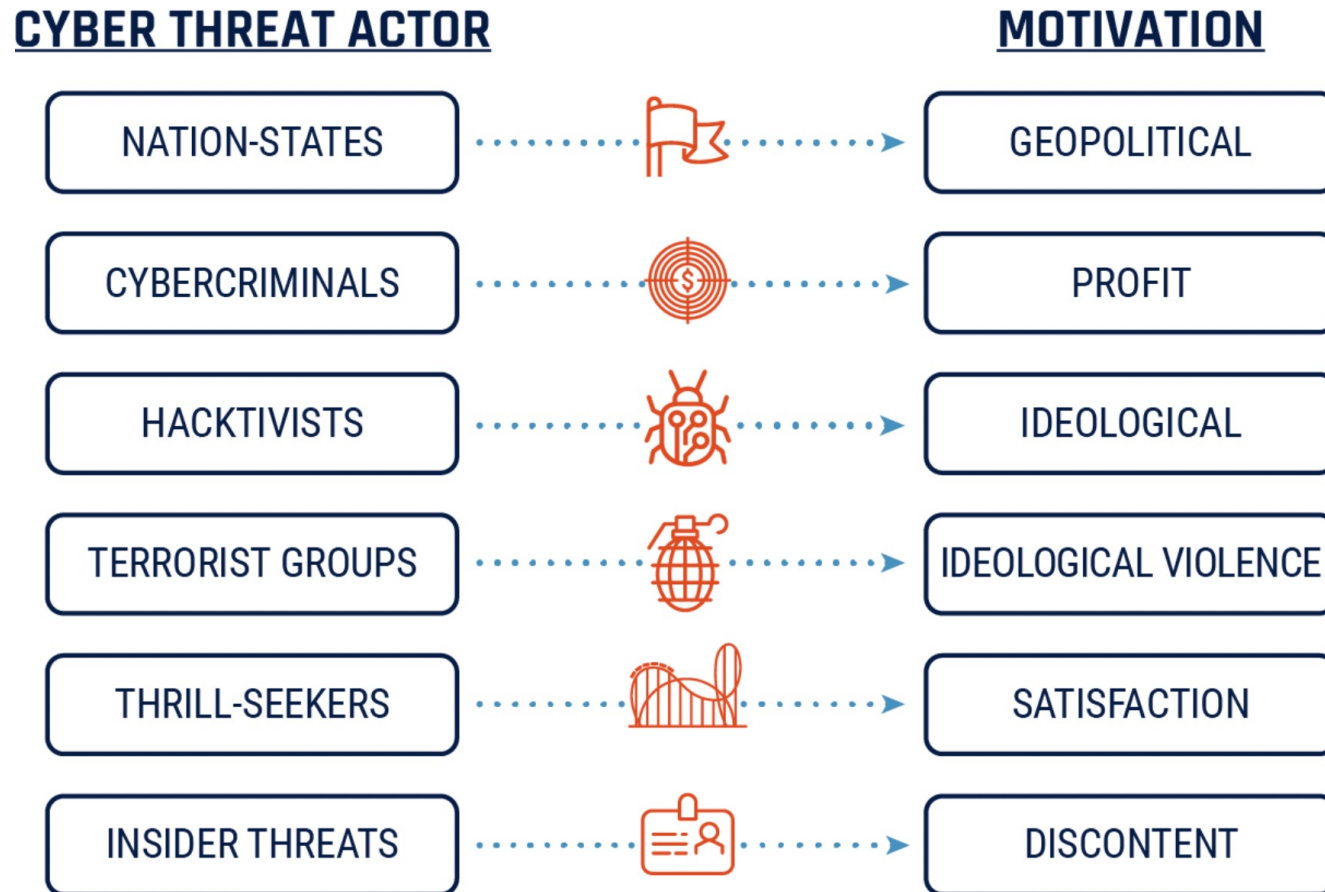 CYBER THREAT ACTOR MOTIVATION
NATION-STATES GEOPOLITICAL
CYBERCRIMINALS $ PROFIT
HACKTIVISTS IDEOLOGICAL
TERRORIST GROUPS IDEOLOGICAL VIOLENCE
THRILL-SEEKERS SATISFACTION
INSIDER THREATS DISCONTENT